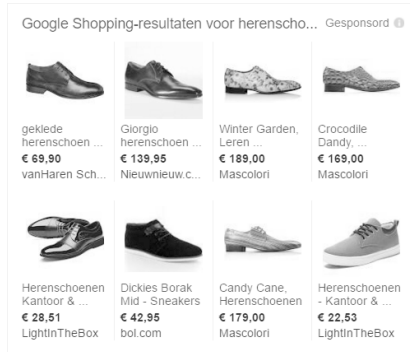 Google Shopping-resultaten voor herenscho... Gesponsord
geklede herenschoen ...
€ 69,90
vanHaren Sch...
Giorgio herenschoen ...
€ 139,95
Nieuwnieuw.c...
Winter Garden, Leren ...
€ 189,00
Mascolori
Crocodile Dandy, ...
€ 169,00
Mascolori
Herenschoenen Kantoor & ...
€ 28,51
LightInTheBox
Dickies Borak Mid - Sneakers
€ 42,95
bol.com
Candy Cane, Herenschoenen
€ 179,00
Mascolori
Herenschoenen - Kantoor & ...
€ 22,53
LightInTheBox